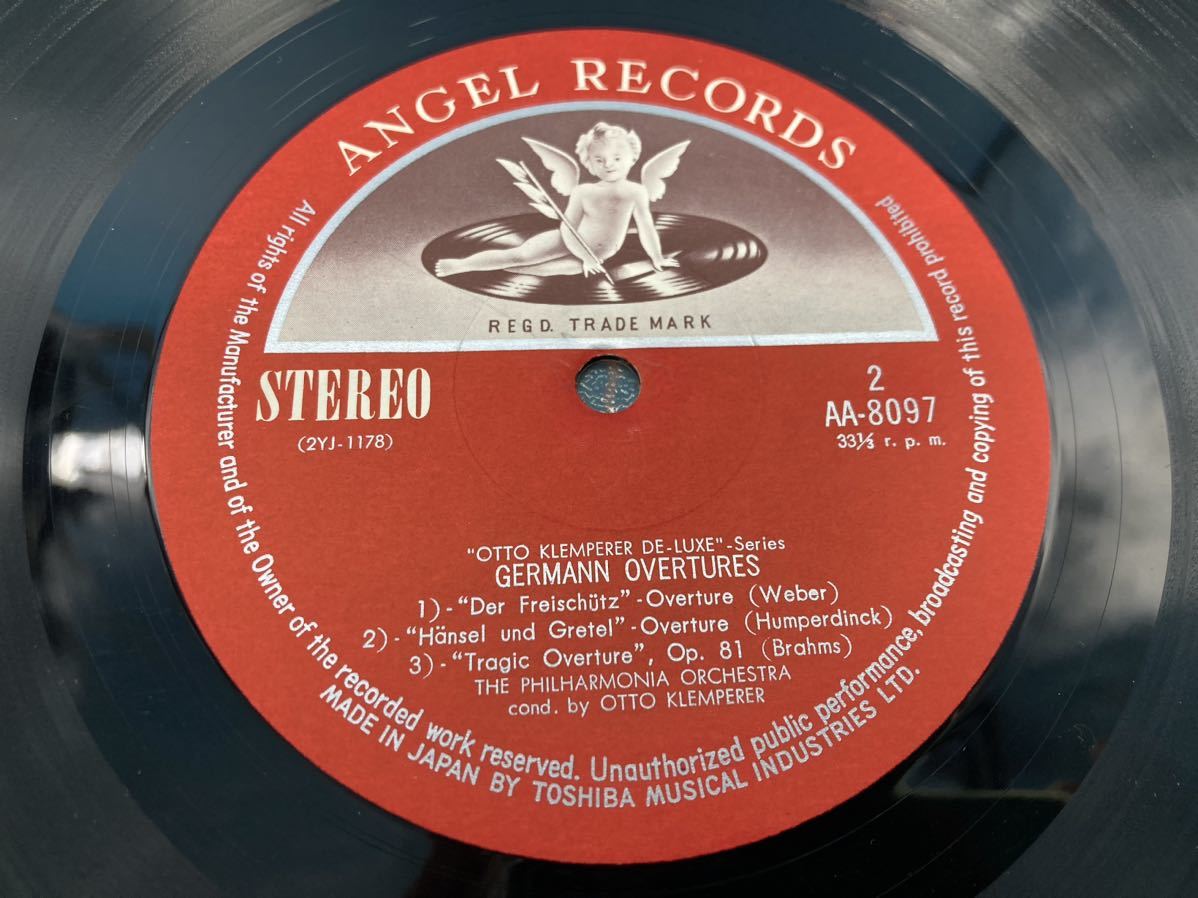 ANGEL RECORDS
REGD. TRADE MARK
STEREO
(2YJ-1178)
2
AA-8097
33⅓ r. p. m.
"OTTO KLEMPERER DE-LUXE"-Series
GERMANN OVERTURES
1)-"Der Freischütz"-Overture (Weber)
2)-"Hänsel und Gretel"-Overture (Humperdinck)
3)-"Tragic Overture", Op. 81 (Brahms)
THE PHILHARMONIA ORCHESTRA
cond. by OTTO KLEMPERER
All rights of the Manufacturer and of the Owner of the recorded work reserved. Unauthorized public performance, broadcasting and copying of this record prohibited
MADE IN JAPAN BY TOSHIBA MUSICAL INDUSTRIES LTD.